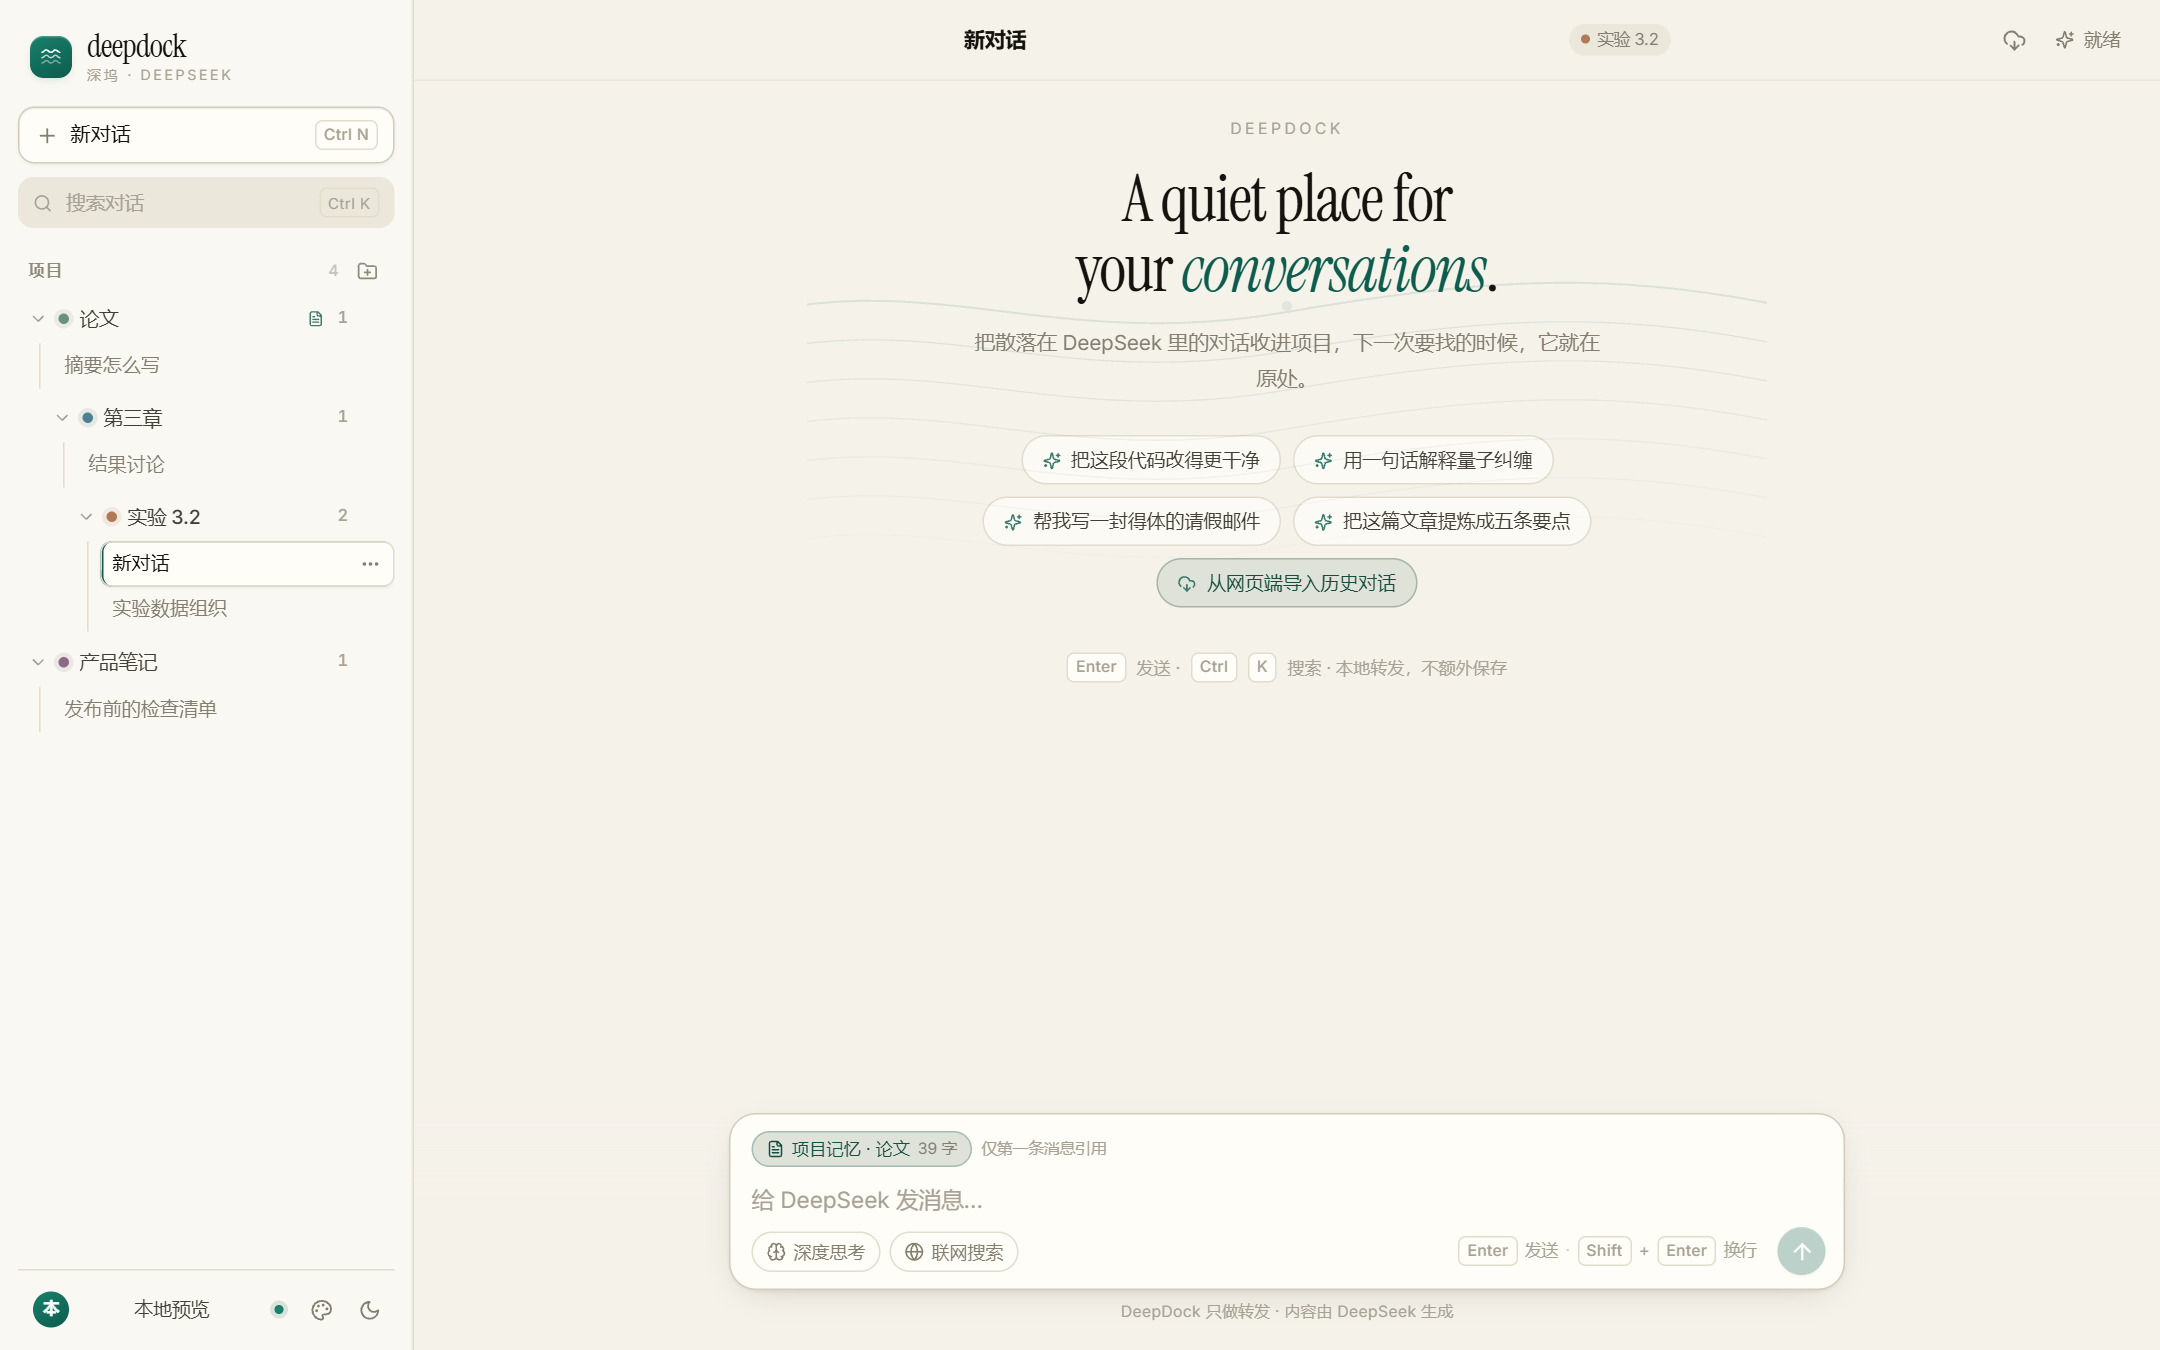 deepdock
深坞 · DEEPSEEK
新对话 Ctrl N
搜索对话 Ctrl K
项目 4
论文 1
摘要怎么写
第三章 1
结果讨论
实验 3.2 2
新对话
实验数据组织
产品笔记 1
发布前的检查清单
本 本地预览
新对话 实验 3.2 就绪
DEEPDOCK
A quiet place for
your conversations.
把散落在 DeepSeek 里的对话收进项目，下一次要找的时候，它就在
原处。
把这段代码改得更干净 用一句话解释量子纠缠
帮我写一封得体的请假邮件 把这篇文章提炼成五条要点
从网页端导入历史对话
Enter 发送 · Ctrl K 搜索 · 本地转发，不额外保存
项目记忆 · 论文 39 字 仅第一条消息引用
给 DeepSeek 发消息...
深度思考 联网搜索 Enter 发送 · Shift + Enter 换行
DeepDock 只做转发 · 内容由 DeepSeek 生成